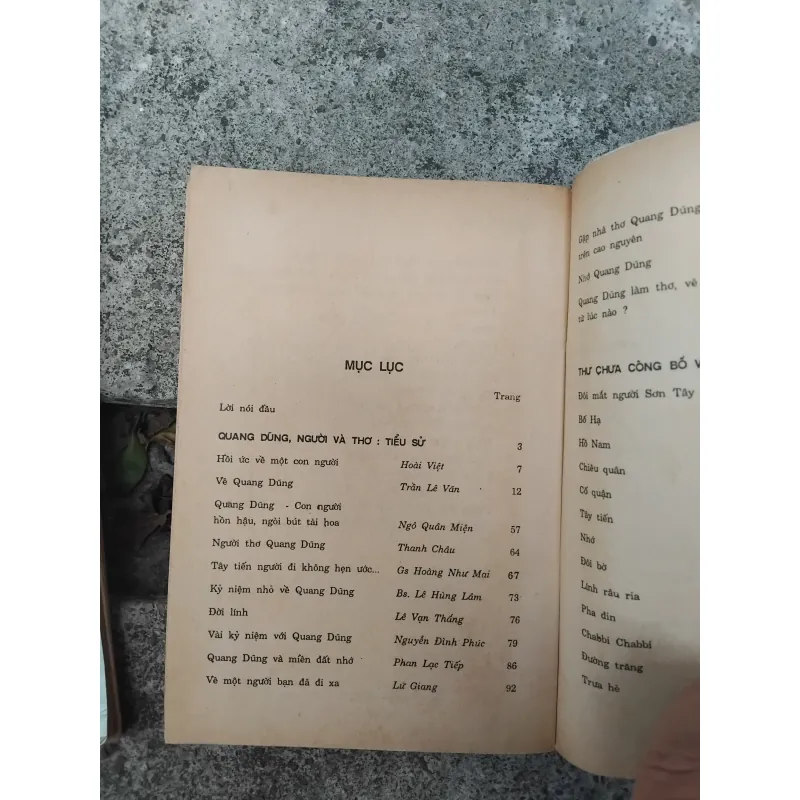 MỤC LỤC
Trang
Lời nói đầu
QUANG DŨNG, NGƯỜI VÀ THƠ : TIỂU SỬ 3
Hồi ức về một con người Hoài Việt 7
Về Quang Dũng Trần Lê Văn 12
Quang Dũng - Con người
hồn hậu, ngòi bút tài hoa Ngô Quân Miện 57
Người thơ Quang Dũng Thanh Châu 64
Tây tiến người đi không hẹn ước... Gs Hoàng Như Mai 67
Kỷ niệm nhỏ về Quang Dũng Bs. Lê Hùng Lâm 73
Đời lính Lê Vạn Thắng 76
Vài kỷ niệm với Quang Dũng Nguyễn Đình Phúc 79
Quang Dũng và miền đất nhớ Phan Lạc Tiếp 86
Về một người bạn đã đi xa Lữ Giang 92
Gặp nhà thơ Quang Dũng
trên cao nguyên
Nhớ Quang Dũng
Quang Dũng làm thơ, vẽ
từ lúc nào ?
THƯ CHƯA CÔNG BỐ V
Đôi mắt người Sơn Tây
Bố Hạ
Hồ Nam
Chiêu quân
Cố quận
Tây tiến
Nhớ
Đôi bờ
Lính râu ria
Pha đin
Chabbi Chabbi
Đường trăng
Trưa hè